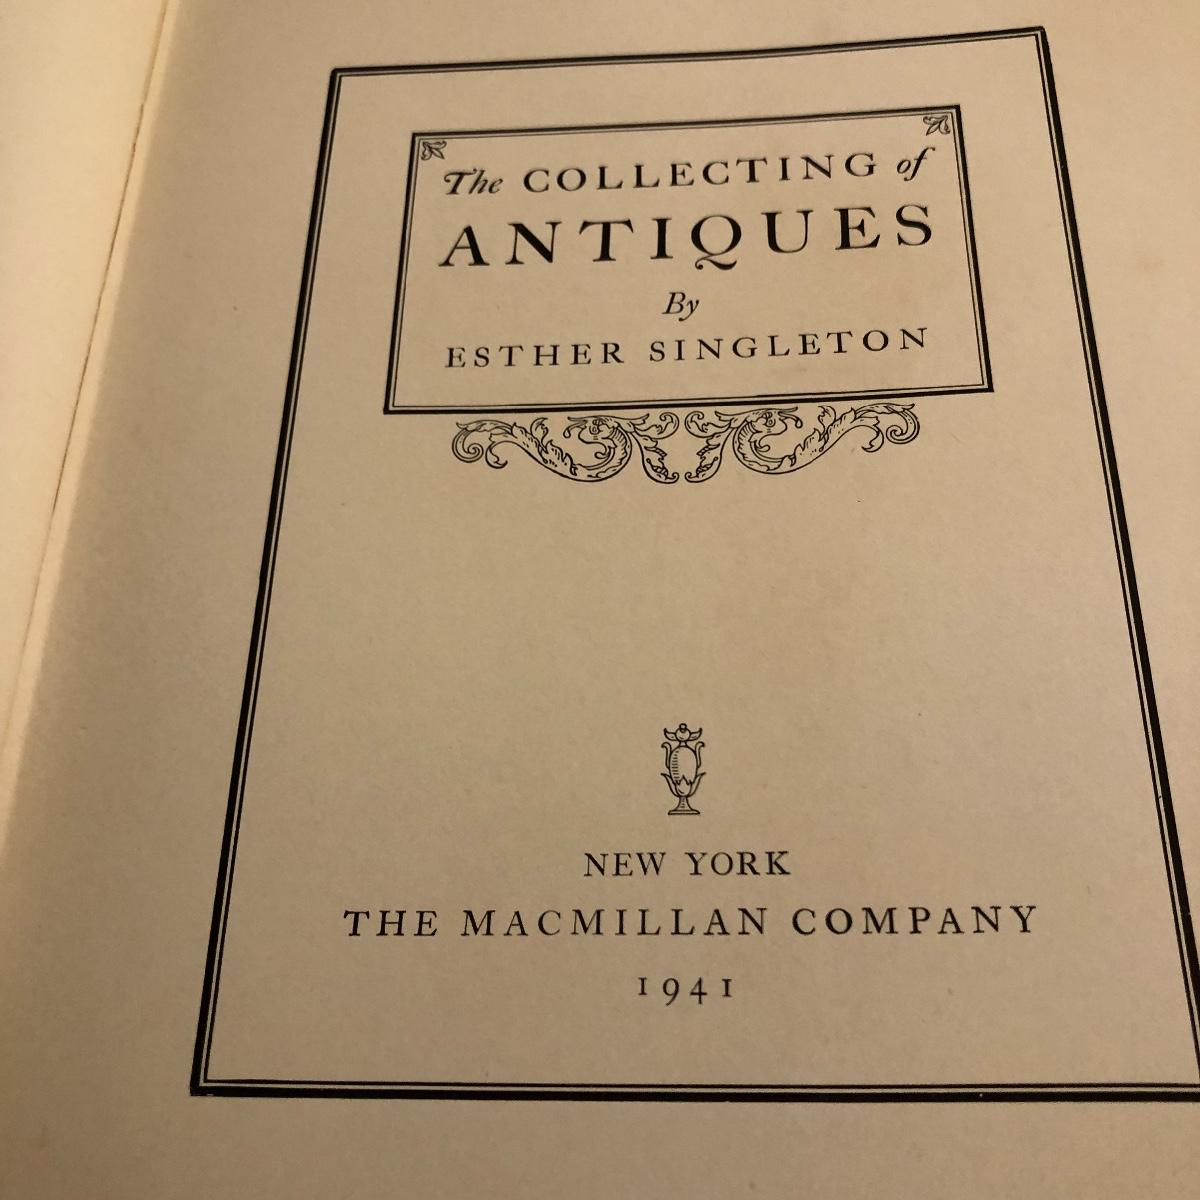 The COLLECTING of
ANTIQUES
By
ESTHER SINGLETON
NEW YORK
THE MACMILLAN COMPANY
1941